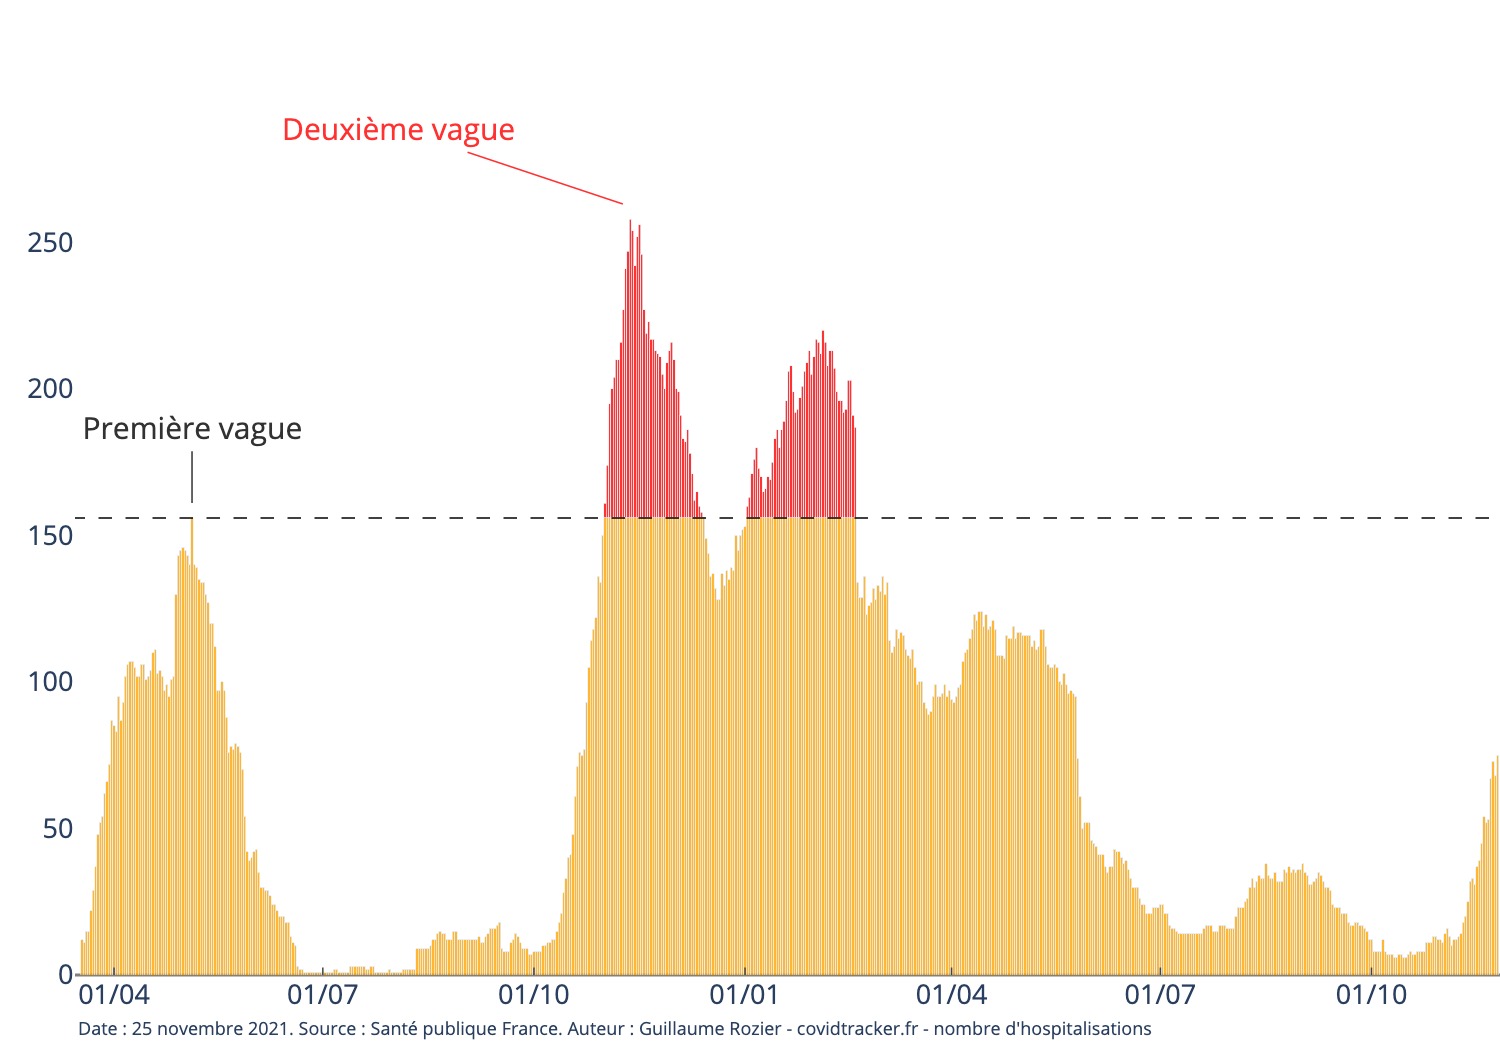 Deuxième vague
250
200
Première vague
150
100
50
0
01/04 01/07 01/10 01/01 01/04 01/07 01/10
Date : 25 novembre 2021. Source : Santé publique France. Auteur : Guillaume Rozier - covidtracker.fr - nombre d'hospitalisations